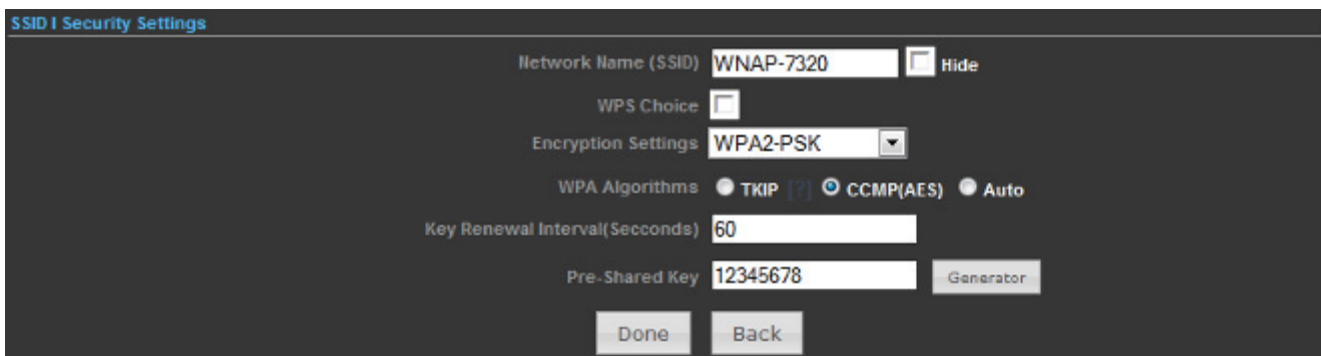 SSID I Security Settings
Network Name (SSID) WNAP-7320 Hide
WPS Choice
Encryption Settings WPA2-PSK
WPA Algorithms TKIP [?] CCMP(AES) Auto
Key Renewal Interval(Secconds) 60
Pre-Shared Key 12345678 Generator
Done Back